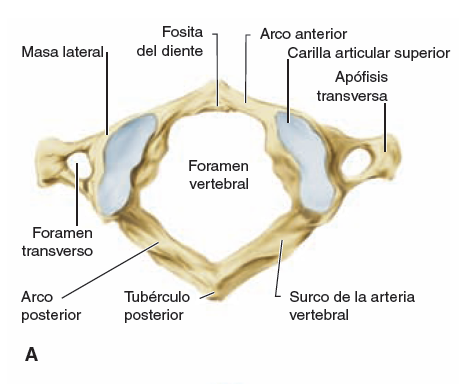 Fosita
del diente
Arco anterior
Masa lateral
Carilla articular superior
Apófisis
transversa
Foramen
vertebral
Foramen
transverso
Arco
posterior
Tubérculo
posterior
Surco de la arteria
vertebral
A